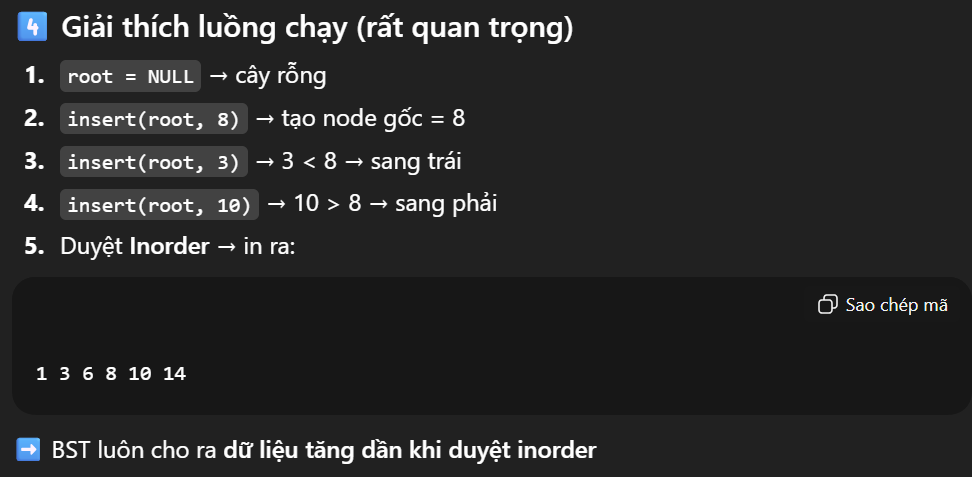 4 Giải thích luồng chạy (rất quan trọng)
1. root = NULL → cây rỗng
2. insert(root, 8) → tạo node gốc = 8
3. insert(root, 3) → 3 < 8 → sang trái
4. insert(root, 10) → 10 > 8 → sang phải
5. Duyệt Inorder → in ra:
Sao chép mã
1 3 6 8 10 14
➡ BST luôn cho ra dữ liệu tăng dần khi duyệt inorder